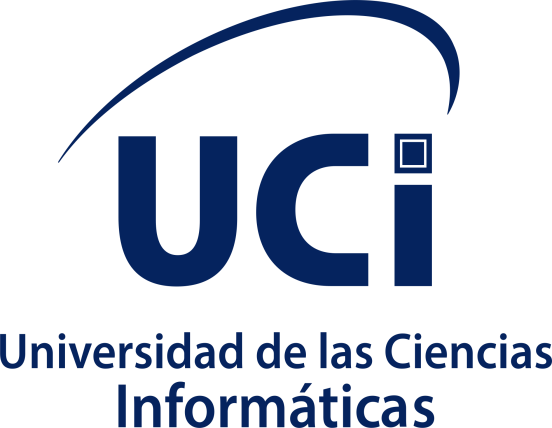 UCi
Universidad de las Ciencias
Informáticas